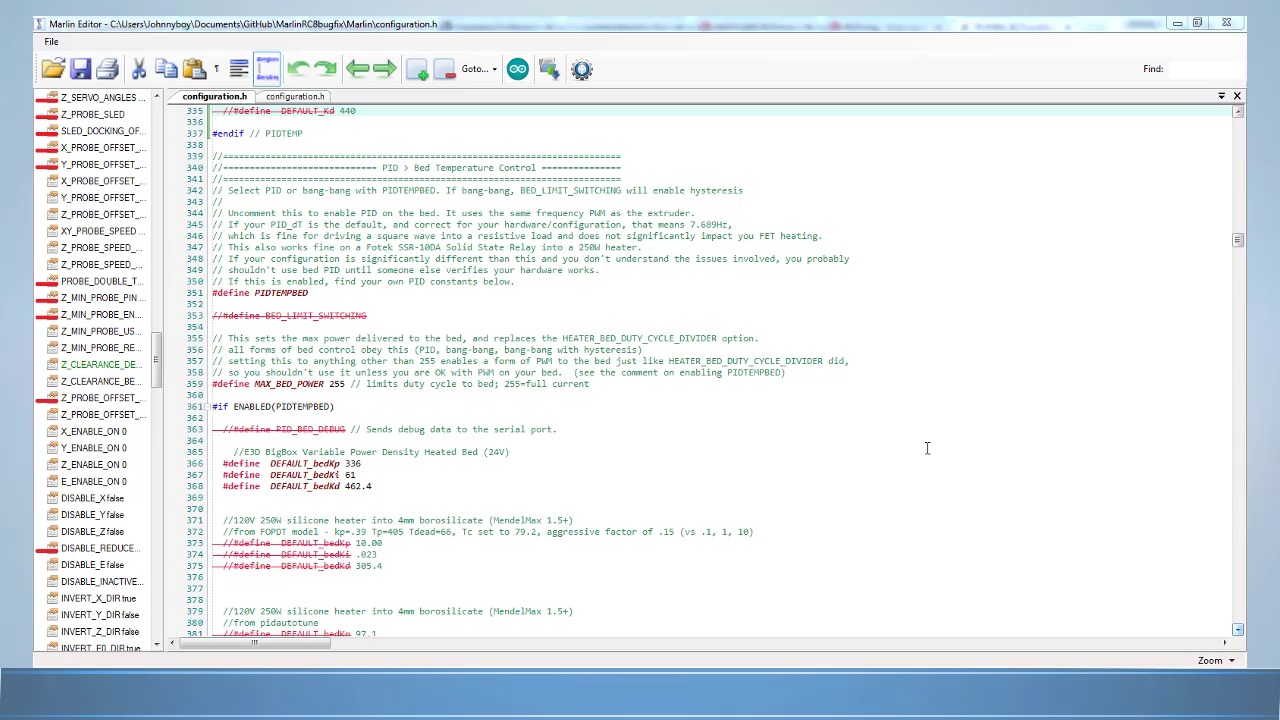 Marlin Editor - C:\Users\Johnnyboy\Documents\GitHub\MarlinRC8bugfix\Marlin\configuration.h
File
Goto...
Find:
configuration.h
configuration.h
Z_SERVO_ANGLES ...
Z_PROBE_SLED
SLED_DOCKING_OF...
X_PROBE_OFFSET_...
Y_PROBE_OFFSET_...
X_PROBE_OFFSET_...
Y_PROBE_OFFSET_...
Z_PROBE_OFFSET_...
XY_PROBE_SPEED ...
Z_PROBE_SPEED_...
Z_PROBE_SPEED_...
PROBE_DOUBLE_T...
Z_MIN_PROBE_PIN ...
Z_MIN_PROBE_EN...
Z_MIN_PROBE_US...
Z_MIN_PROBE_RE...
Z_CLEARANCE_DE...
Z_CLEARANCE_BE...
Z_PROBE_OFFSET_...
Z_PROBE_OFFSET_...
X_ENABLE_ON 0
Y_ENABLE_ON 0
Z_ENABLE_ON 0
E_ENABLE_ON 0
DISABLE_X false
DISABLE_Y false
DISABLE_Z false
DISABLE_REDUCE...
DISABLE_E false
DISABLE_INACTIVE...
INVERT_X_DIR true
INVERT_Y_DIR false
INVERT_Z_DIR false
INVERT_E0_DIR true
335 //#define DEFAULT_Kd 440
336
337 #endif // PIDTEMP
338
339 //===========================================================================
340 //============================= PID > Bed Temperature Control ===============
341 //===========================================================================
342 // Select PID or bang-bang with PIDTEMPBED. If bang-bang, BED_LIMIT_SWITCHING will enable hysteresis
343 //
344 // Uncomment this to enable PID on the bed. It uses the same frequency PWM as the extruder.
345 // If your PID_dT is the default, and correct for your hardware/configuration, that means 7.689Hz,
346 // which is fine for driving a square wave into a resistive load and does not significantly impact you FET heating.
347 // This also works fine on a Fotek SSR-10DA Solid State Relay into a 250W heater.
348 // If your configuration is significantly different than this and you don't understand the issues involved, you probably
349 // shouldn't use bed PID until someone else verifies your hardware works.
350 // If this is enabled, find your own PID constants below.
351 #define PIDTEMPBED
352
353 //#define BED_LIMIT_SWITCHING
354
355 // This sets the max power delivered to the bed, and replaces the HEATER_BED_DUTY_CYCLE_DIVIDER option.
356 // all forms of bed control obey this (PID, bang-bang, bang-bang with hysteresis)
357 // setting this to anything other than 255 enables a form of PWM to the bed just like HEATER_BED_DUTY_CYCLE_DIVIDER did,
358 // so you shouldn't use it unless you are OK with PWM on your bed. (see the comment on enabling PIDTEMPBED)
359 #define MAX_BED_POWER 255 // limits duty cycle to bed; 255=full current
360
361 #if ENABLED(PIDTEMPBED)
362
363 //#define PID_BED_DEBUG // Sends debug data to the serial port.
364
365 //E3D BigBox Variable Power Density Heated Bed (24V)
366 #define DEFAULT_bedKp 336
367 #define DEFAULT_bedKi 61
368 #define DEFAULT_bedKd 462.4
369
370
371 //120V 250W silicone heater into 4mm borosilicate (MendelMax 1.5+)
372 //from FOPDT model - kp=.39 Tp=405 Tdead=66, Tc set to 79.2, aggressive factor of .15 (vs .1, 1, 10)
373 //#define DEFAULT_bedKp 10.00
374 //#define DEFAULT_bedKi .023
375 //#define DEFAULT_bedKd 305.4
376
377
378
379 //120V 250W silicone heater into 4mm borosilicate (MendelMax 1.5+)
380 //from pidautotune
381 //#define DEFAULT_bedKp 97.1
Zoom